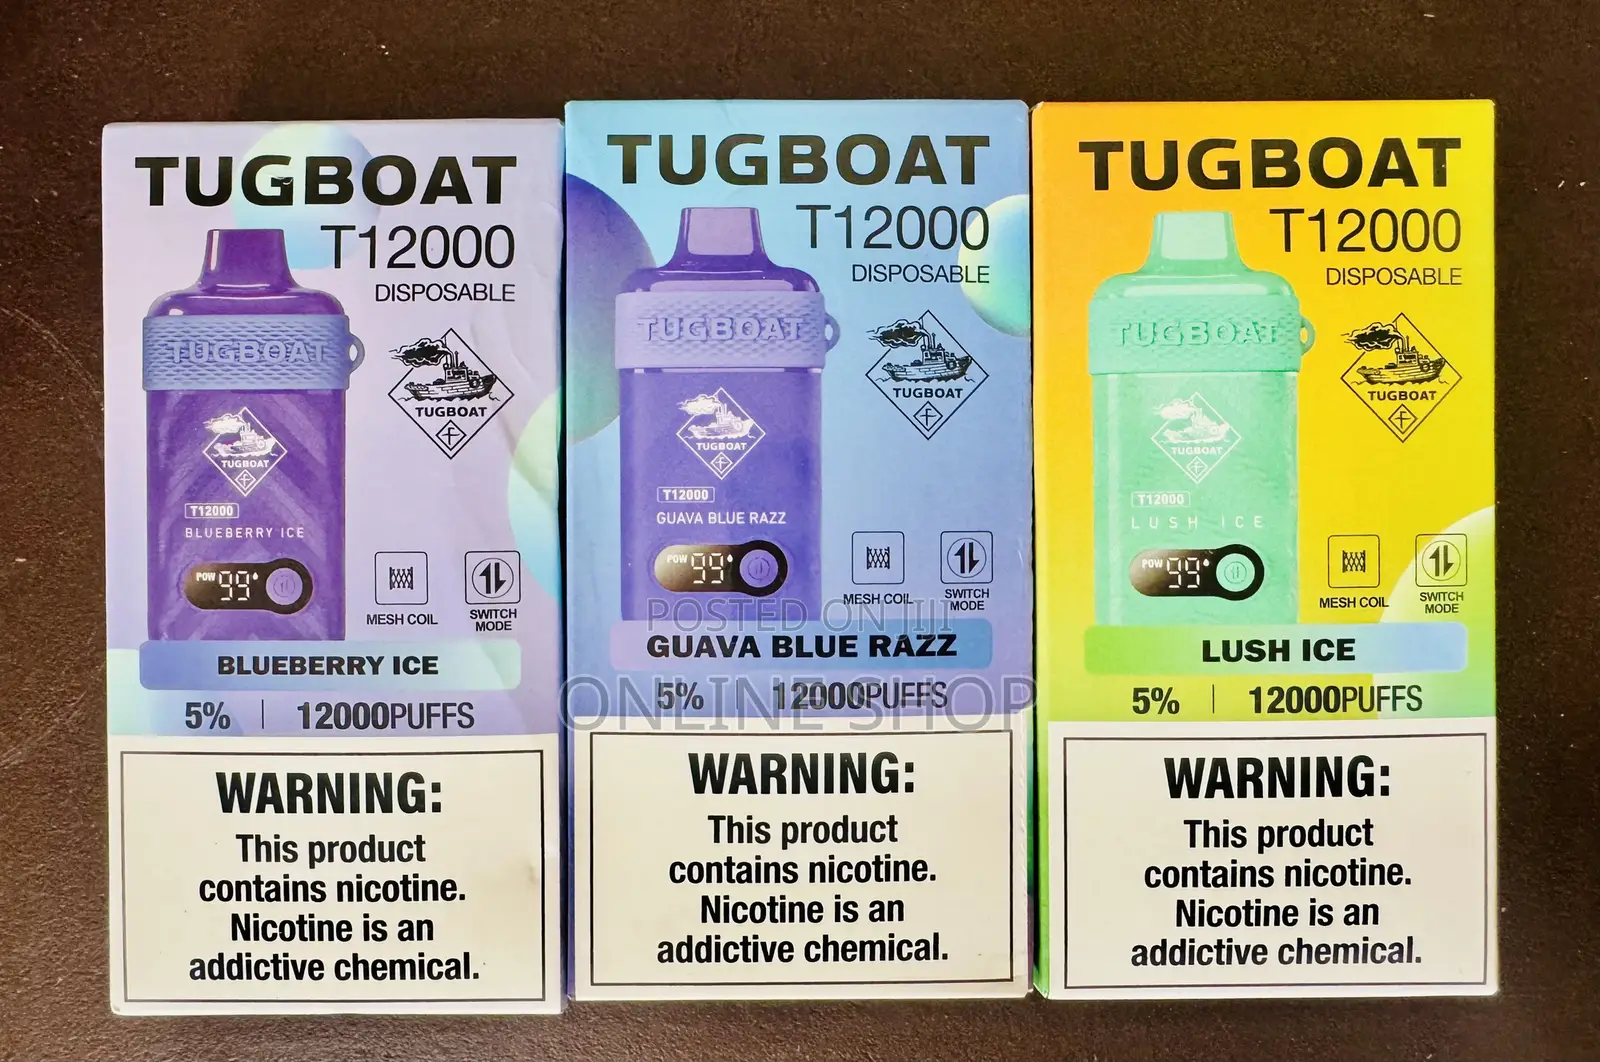 TUGBOAT
T12000
DISPOSABLE
TUGBOAT
TUGBOAT
TUGBOAT
T12000
BLUEBERRY ICE
POW 99
MESH COIL
SWITCH
MODE
BLUEBERRY ICE
5% | 12000PUFFS
WARNING:
This product
contains nicotine.
Nicotine is an
addictive chemical.
TUGBOAT
T12000
DISPOSABLE
TUGBOAT
TUGBOAT
TUGBOAT
T12000
GUAVA BLUE RAZZ
POW 99
MESH COIL
SWITCH
MODE
POSTED ON JIJI
GUAVA BLUE RAZZ
5% | 12000PUFFS
ONLINE SHOP
WARNING:
This product
contains nicotine.
Nicotine is an
addictive chemical.
TUGBOAT
T12000
DISPOSABLE
TUGBOAT
TUGBOAT
TUGBOAT
T12000
LUSH ICE
POW 99
MESH COIL
SWITCH
MODE
LUSH ICE
5% | 12000PUFFS
WARNING:
This product
contains nicotine.
Nicotine is an
addictive chemical.